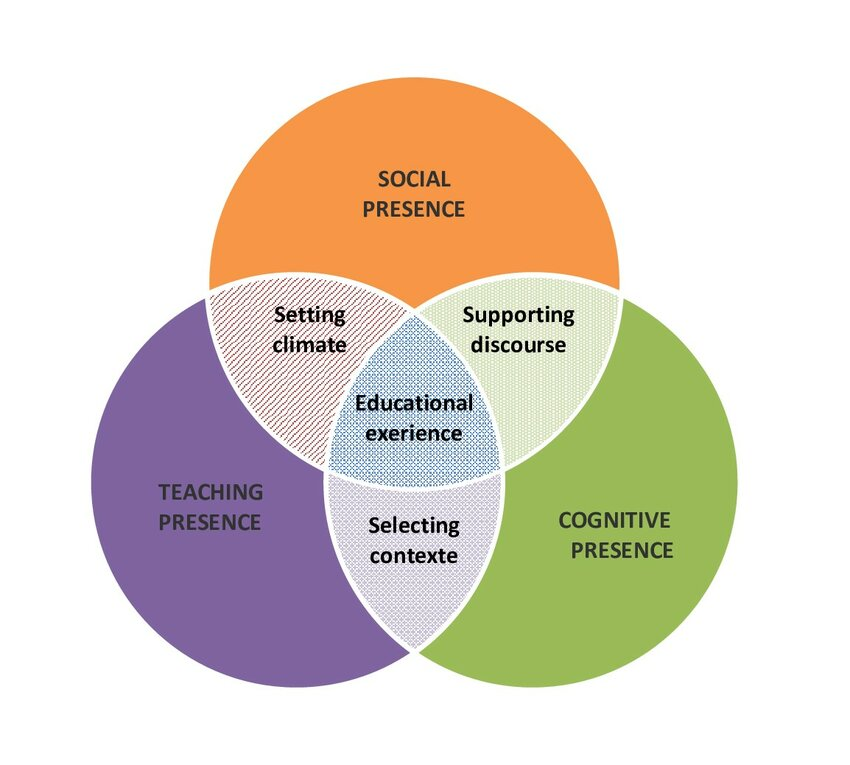 SOCIAL
PRESENCE
Setting
climate
Supporting
discourse
Educational
exerience
TEACHING
PRESENCE
Selecting
contexte
COGNITIVE
PRESENCE